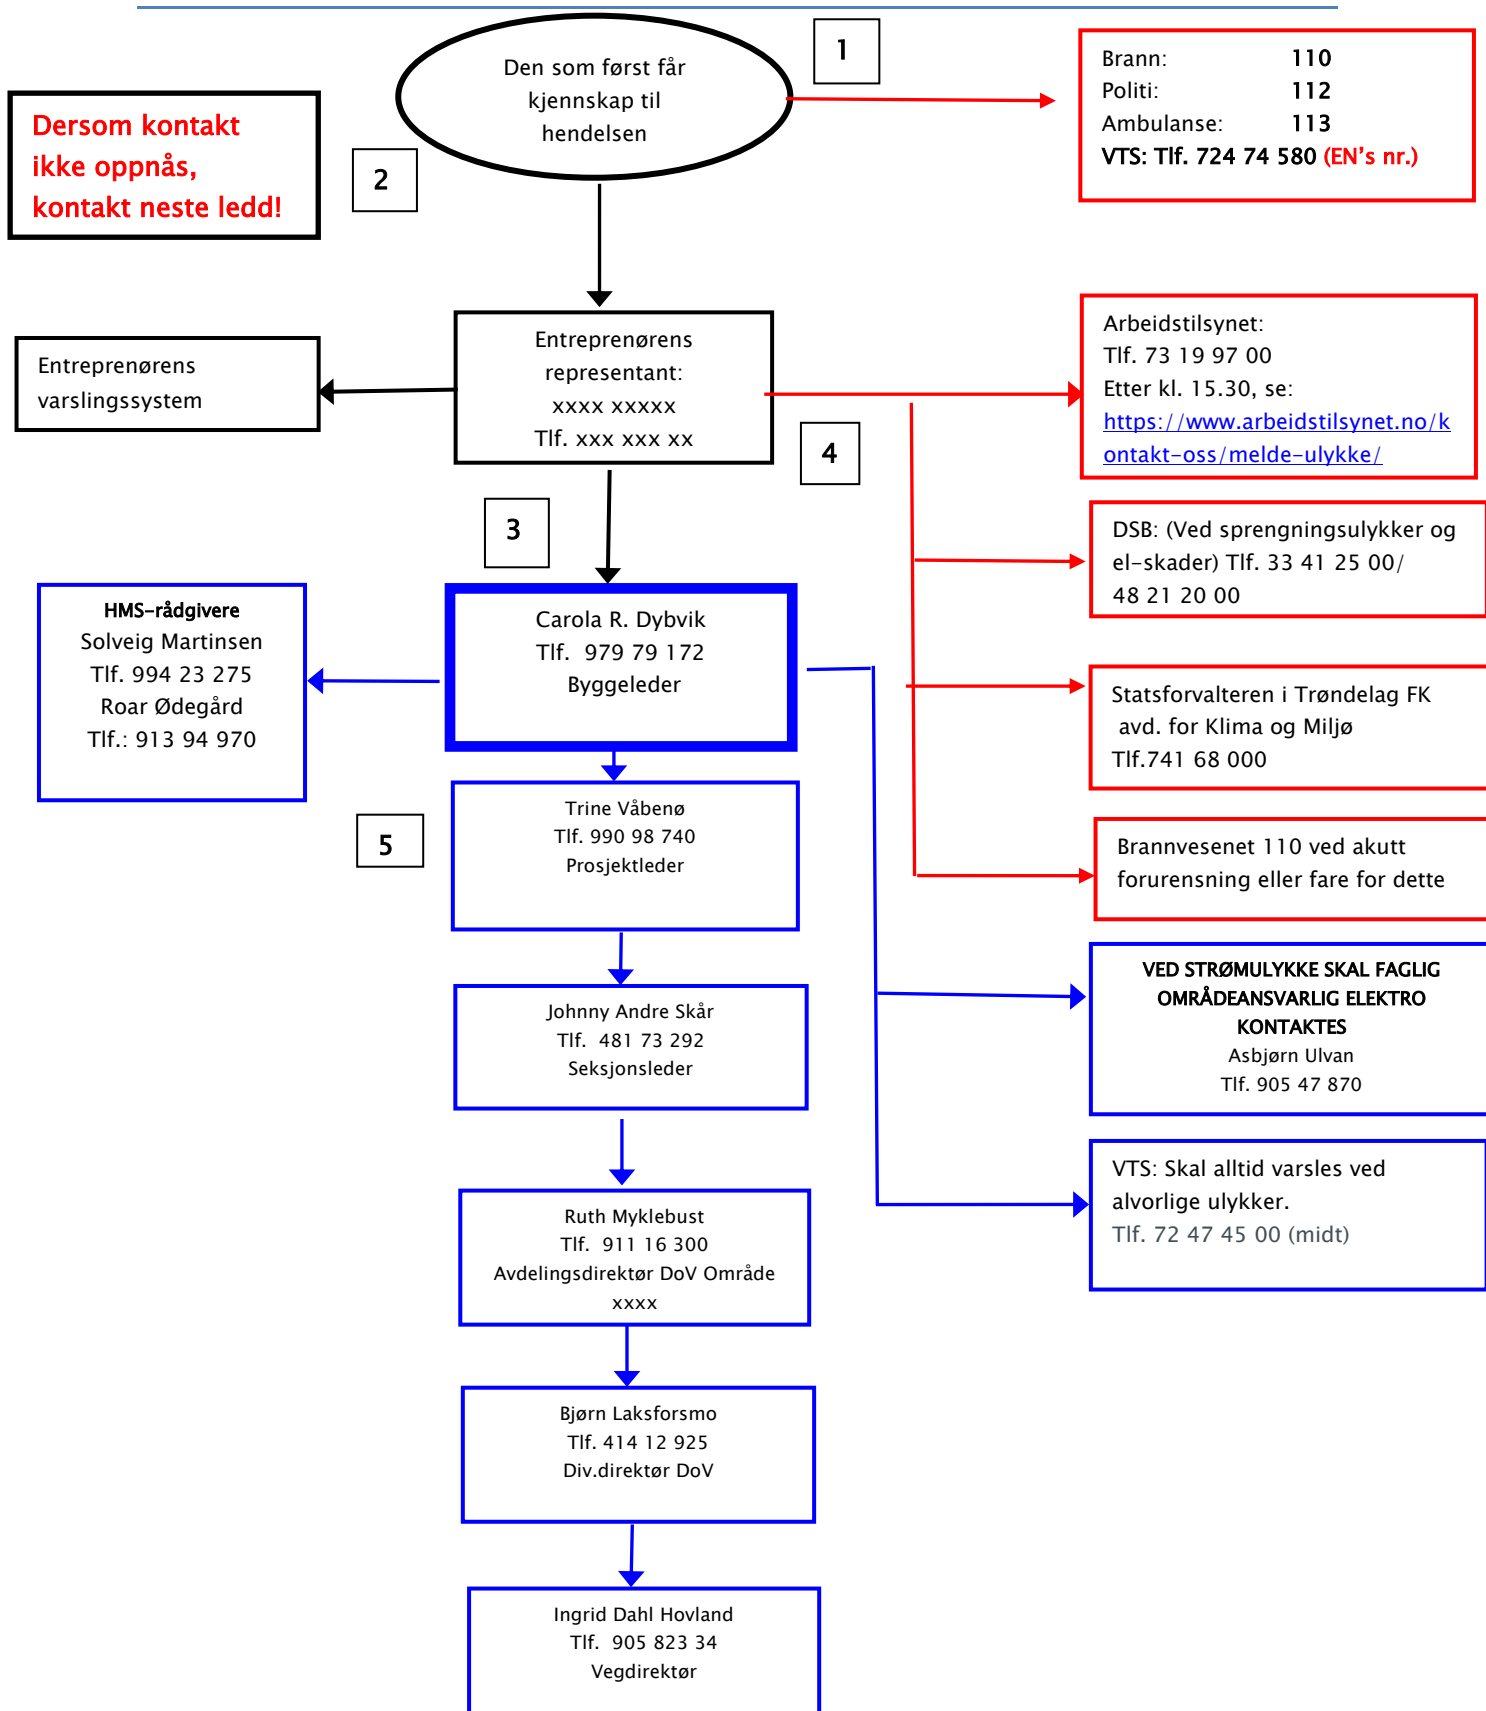 1
Den som først får
kjennskap til
hendelsen
Brann: 110
Politi: 112
Ambulanse: 113
VTS: Tlf. 724 74 580 (EN's nr.)
Dersom kontakt
ikke oppnås,
kontakt neste ledd!
2
Entreprenørens
varslingssystem
Entreprenørens
representant:
xxxx xxxxx
Tlf. xxx xxx xx
Arbeidstilsynet:
Tlf. 73 19 97 00
Etter kl. 15.30, se:
https://www.arbeidstilsynet.no/k
ontakt-oss/melde-ulykke/
4
3
DSB: (Ved sprengningsulykker og
el-skader) Tlf. 33 41 25 00/
48 21 20 00
HMS-rådgivere
Solveig Martinsen
Tlf. 994 23 275
Roar Ødegård
Tlf.: 913 94 970
Carola R. Dybvik
Tlf. 979 79 172
Byggeleder
Statsforvalteren i Trøndelag FK
avd. for Klima og Miljø
Tlf.741 68 000
5
Trine Våbenø
Tlf. 990 98 740
Prosjektleder
Brannvesenet 110 ved akutt
forurensning eller fare for dette
Johnny Andre Skår
Tlf. 481 73 292
Seksjonsleder
VED STRØMULYKKE SKAL FAGLIG
OMRÅDEANSVARLIG ELEKTRO
KONTAKTES
Asbjørn Ulvan
Tlf. 905 47 870
Ruth Myklebust
Tlf. 911 16 300
Avdelingsdirektør DoV Område
xxxx
VTS: Skal alltid varsles ved
alvorlige ulykker.
Tlf. 72 47 45 00 (midt)
Bjørn Laksforsmo
Tlf. 414 12 925
Div.direktør DoV
Ingrid Dahl Hovland
Tlf. 905 823 34
Vegdirektør